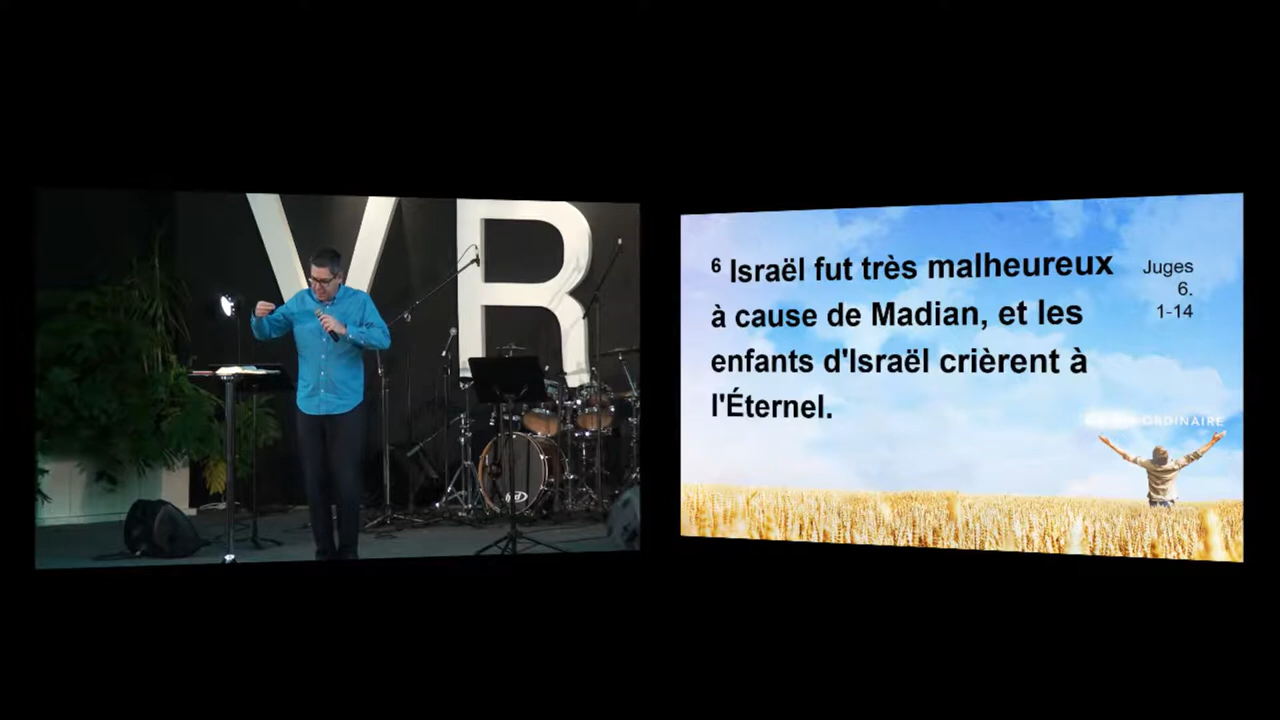 VR
⁶ Israël fut très malheureux
à cause de Madian, et les
enfants d'Israël crièrent à
l'Éternel.
Juges
6.
1-14
ORDINAIRE